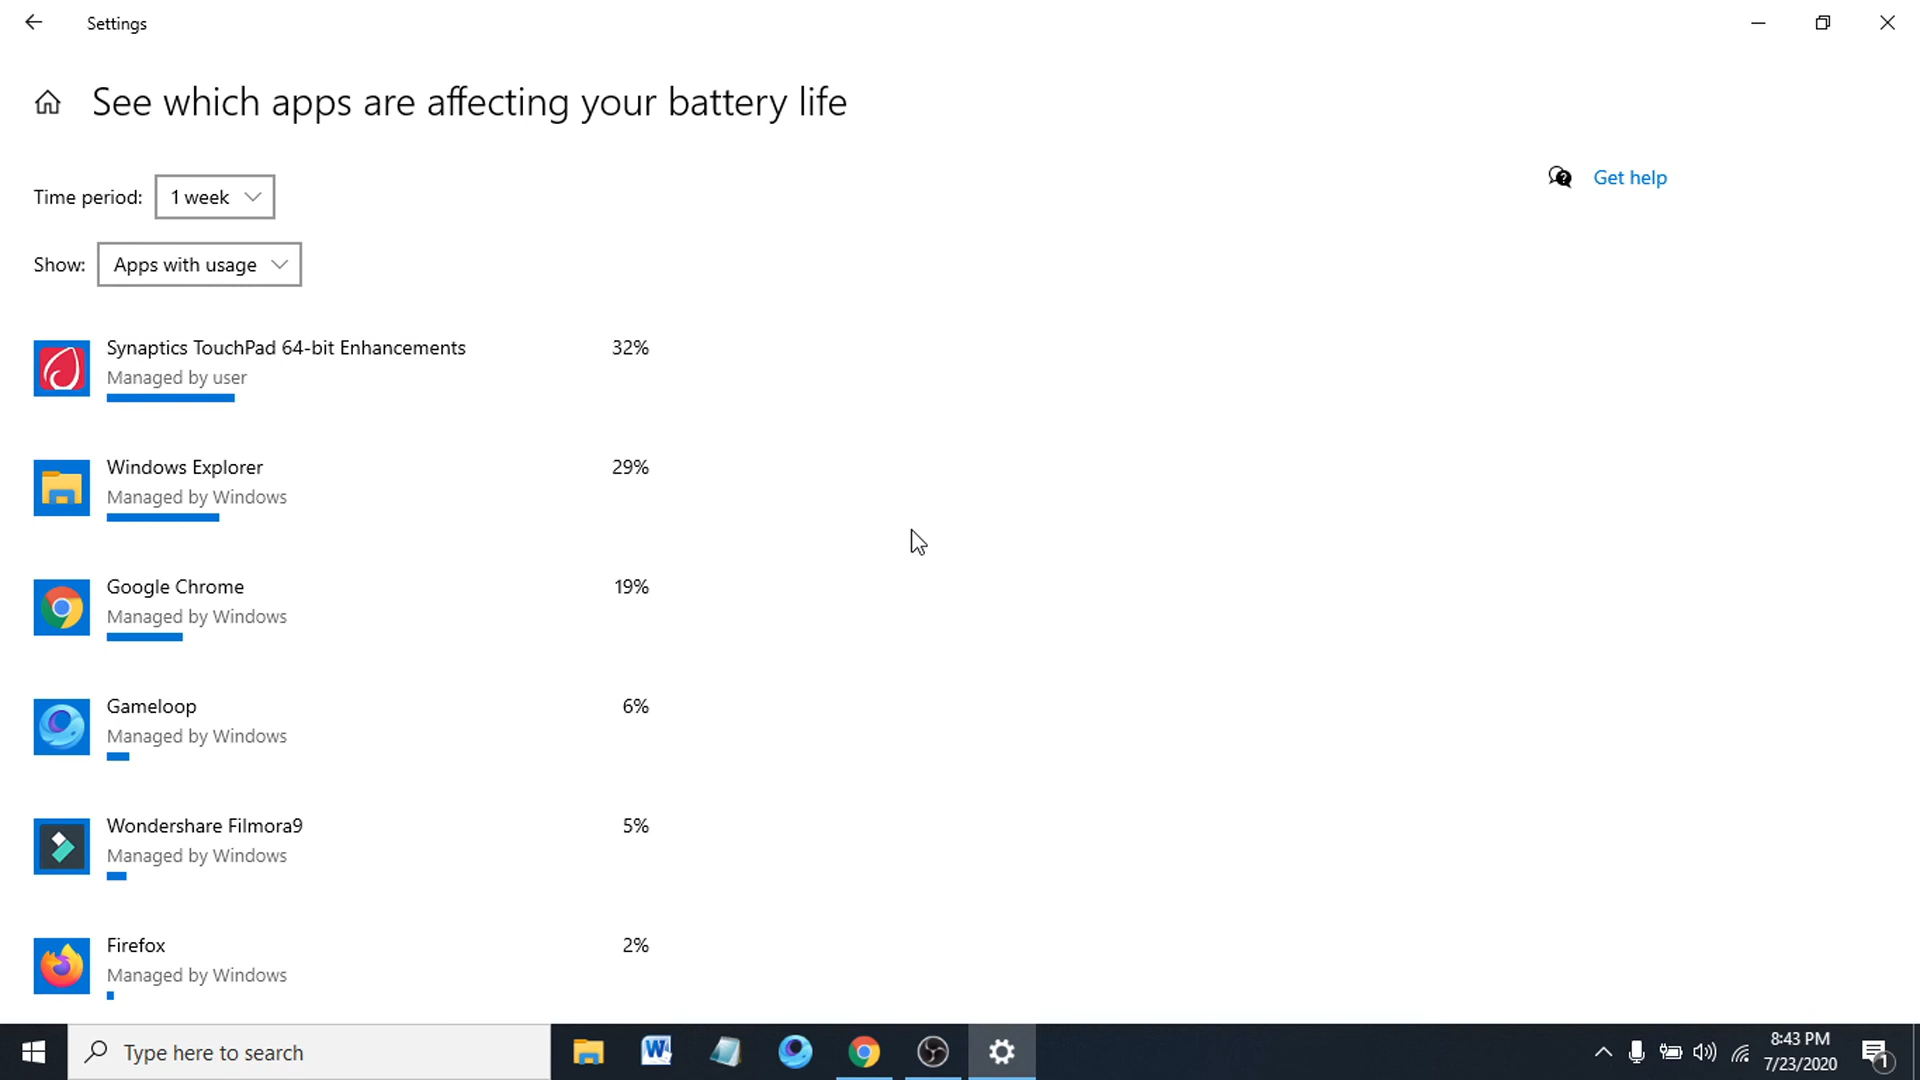 Settings
See which apps are affecting your battery life
Time period: 1 week
Get help
Show: Apps with usage
Synaptics TouchPad 64-bit Enhancements 32%
Managed by user
Windows Explorer 29%
Managed by Windows
Google Chrome 19%
Managed by Windows
Gameloop 6%
Managed by Windows
Wondershare Filmora9 5%
Managed by Windows
Firefox 2%
Managed by Windows
Type here to search
W
8:43 PM
7/23/2020
1